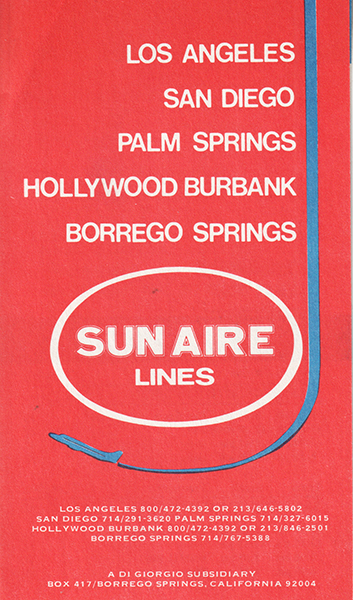 LOS ANGELES
SAN DIEGO
PALM SPRINGS
HOLLYWOOD BURBANK
BORREGO SPRINGS
SUN AIRE
LINES
LOS ANGELES 800/472-4392 OR 213/646-5802
SAN DIEGO 714/291-3620 PALM SPRINGS 714/327-6015
HOLLYWOOD BURBANK 800/472-4392 OR 213/846-2501
BORREGO SPRINGS 714/767-5388
A DI GIORGIO SUBSIDIARY
BOX 417/BORREGO SPRINGS, CALIFORNIA 92004